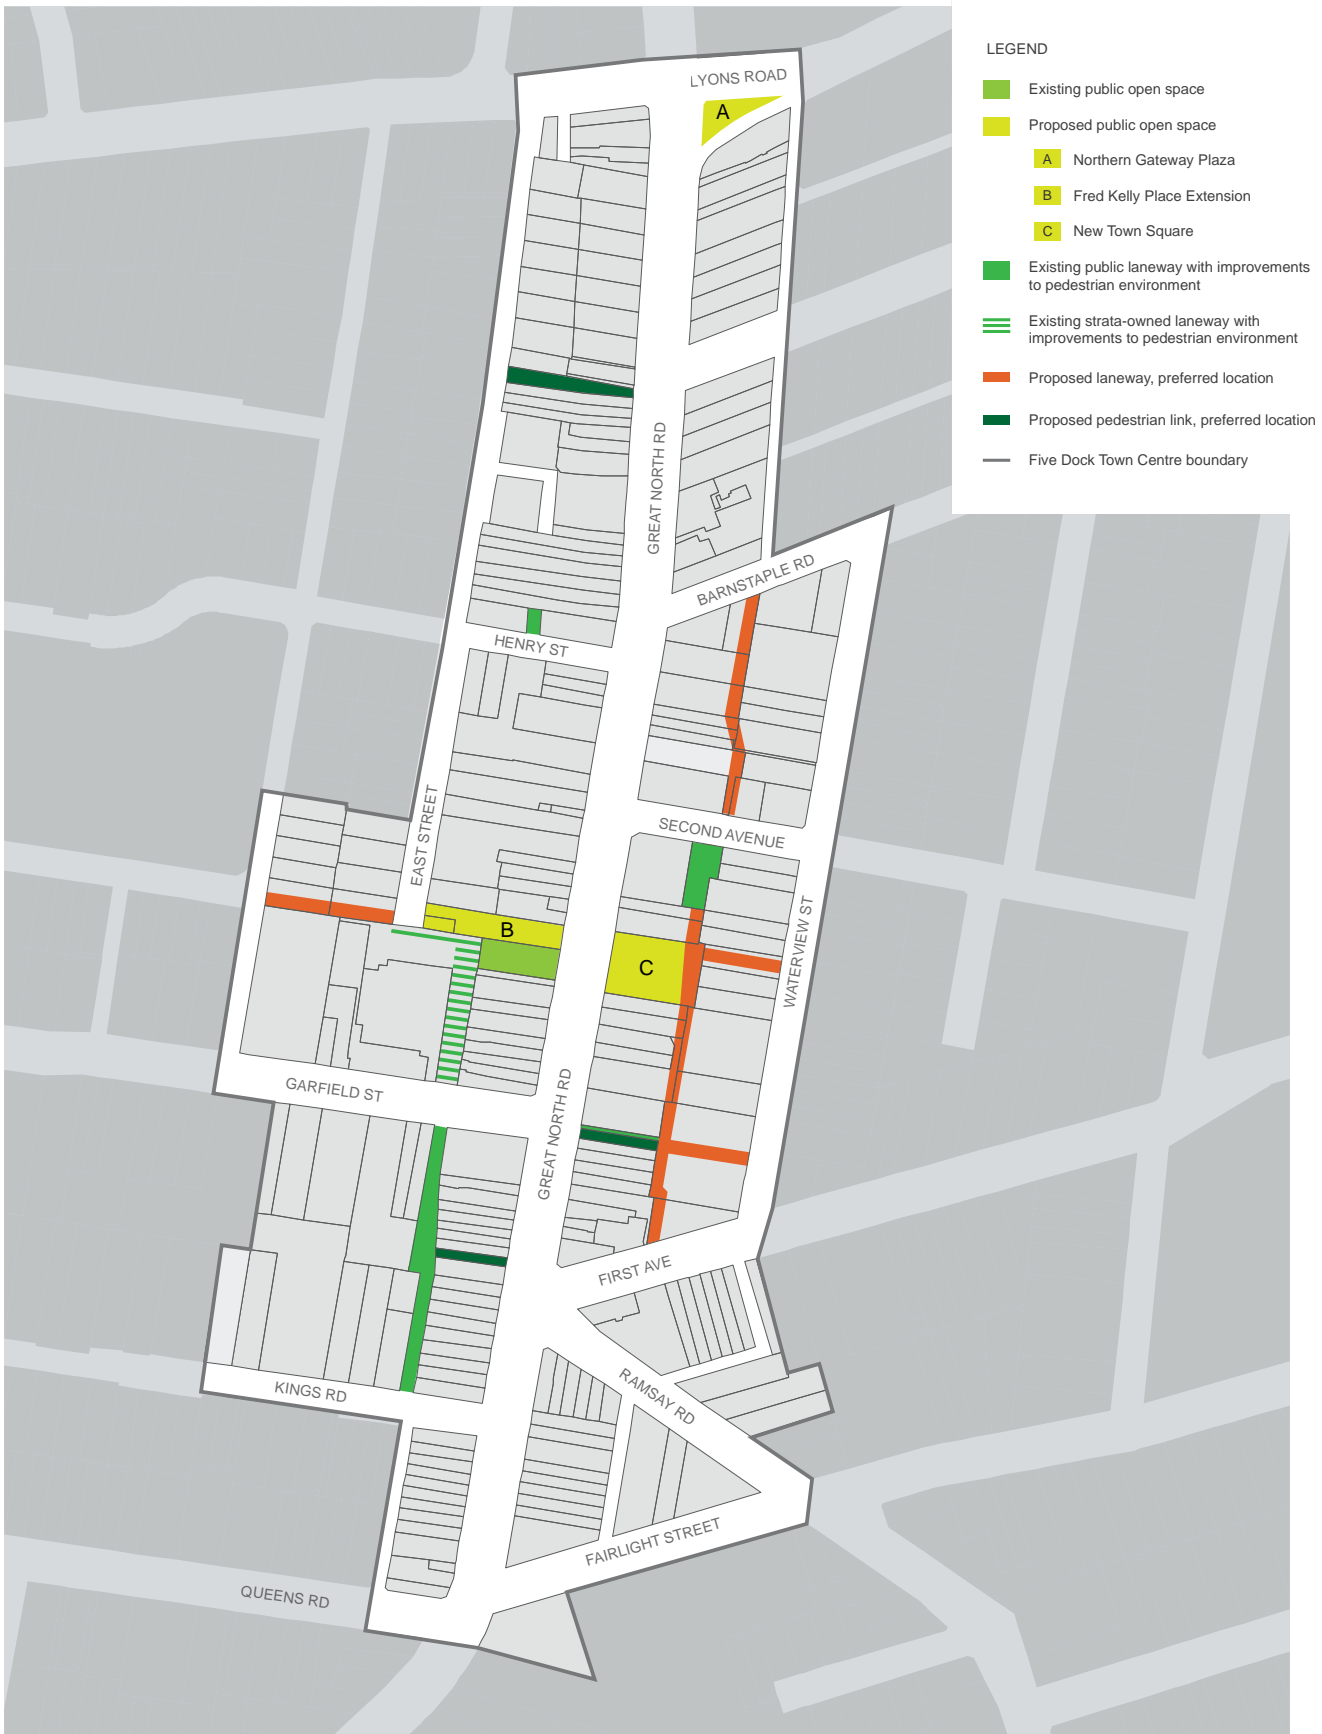 LYONS ROAD
A
GREAT NORTH RD
BARNSTAPLE RD
HENRY ST
EAST STREET
SECOND AVENUE
B
C
WATERVIEW ST
GARFIELD ST
GREAT NORTH RD
FIRST AVE
KINGS RD
RAMSAY RD
FAIRLIGHT STREET
QUEENS RD
LEGEND
Existing public open space
Proposed public open space
A Northern Gateway Plaza
B Fred Kelly Place Extension
C New Town Square
Existing public laneway with improvements
to pedestrian environment
Existing strata-owned laneway with
improvements to pedestrian environment
Proposed laneway, preferred location
Proposed pedestrian link, preferred location
Five Dock Town Centre boundary